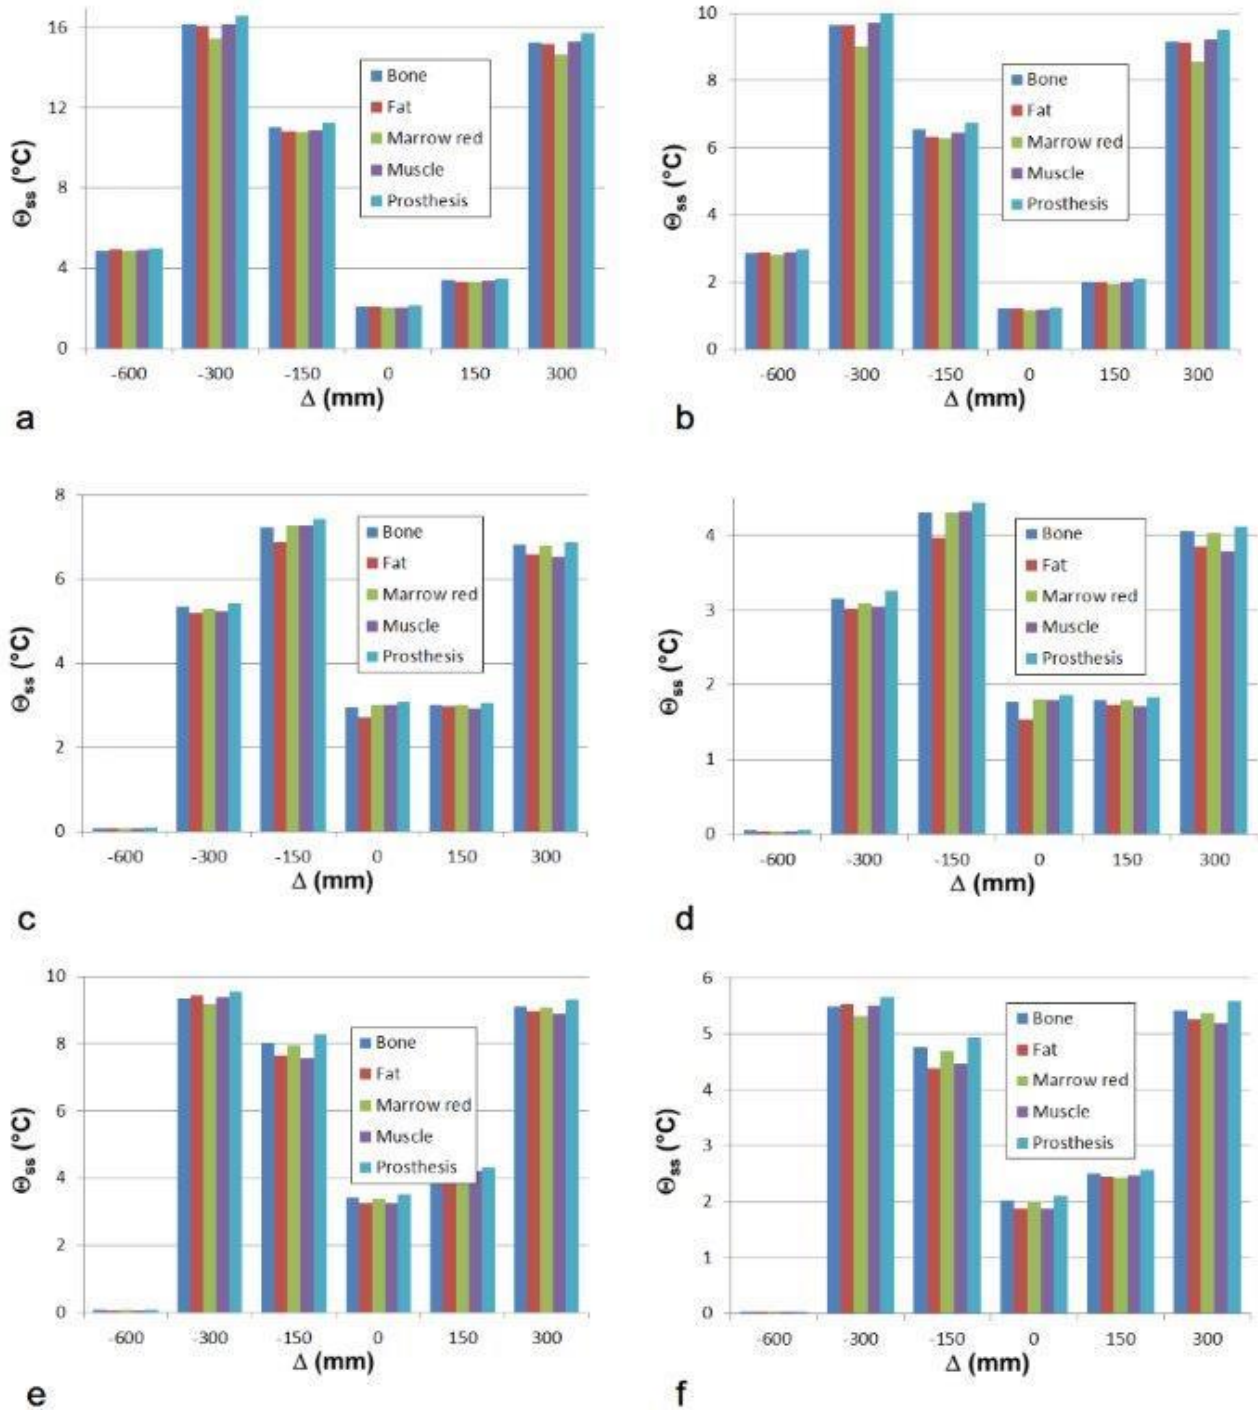 16
12
8
4
0
Θss (°C)
Bone
Fat
Marrow red
Muscle
Prosthesis
-600 -300 -150 0 150 300
Δ (mm)
a
10
8
6
4
2
0
Θss (°C)
Bone
Fat
Marrow red
Muscle
Prosthesis
-600 -300 -150 0 150 300
Δ (mm)
b
8
6
4
2
0
Θss (°C)
Bone
Fat
Marrow red
Muscle
Prosthesis
-600 -300 -150 0 150 300
Δ (mm)
c
4
3
2
1
0
Θss (°C)
Bone
Fat
Marrow red
Muscle
Prosthesis
-600 -300 -150 0 150 300
Δ (mm)
d
10
8
6
4
2
0
Θss (°C)
Bone
Fat
Marrow red
Muscle
Prosthesis
-600 -300 -150 0 150 300
Δ (mm)
e
6
5
4
3
2
1
0
Θss (°C)
Bone
Fat
Marrow red
Muscle
Prosthesis
-600 -300 -150 0 150 300
Δ (mm)
f